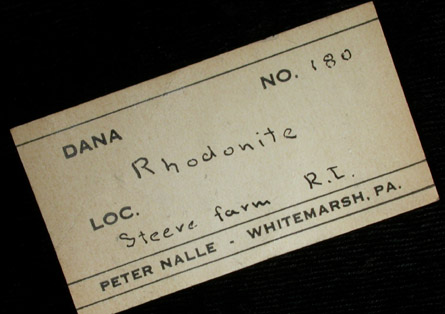 NO. 180
DANA
Rhodonite
LOC.
Steere farm R.I.
PETER NALLE - WHITEMARSH, PA.